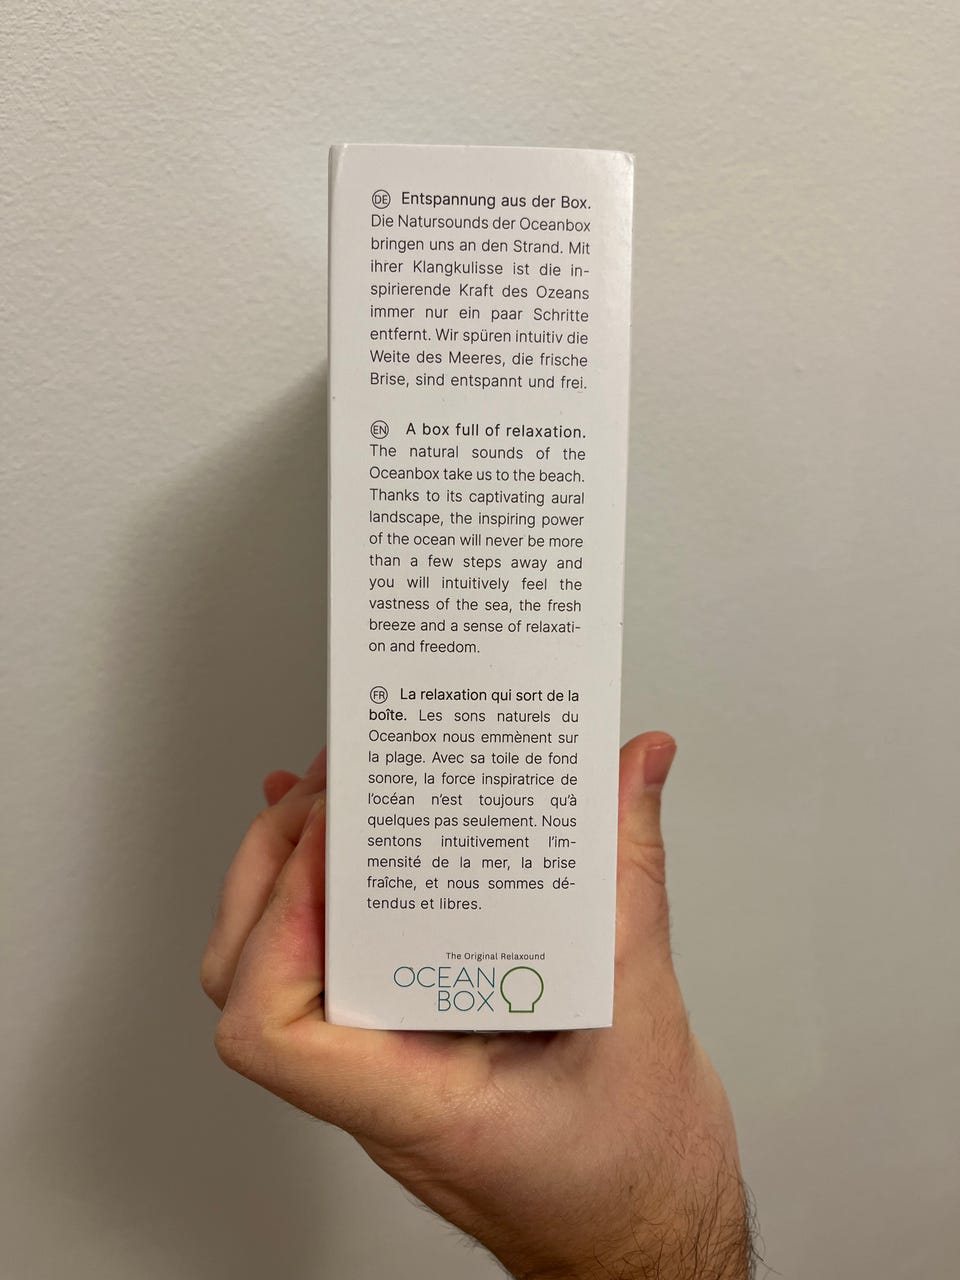 DE Entspannung aus der Box.
Die Natursounds der Oceanbox
bringen uns an den Strand. Mit
ihrer Klangkulisse ist die in-
spirierende Kraft des Ozeans
immer nur ein paar Schritte
entfernt. Wir spüren intuitiv die
Weite des Meeres, die frische
Brise, sind entspannt und frei.
EN A box full of relaxation.
The natural sounds of the
Oceanbox take us to the beach.
Thanks to its captivating aural
landscape, the inspiring power
of the ocean will never be more
than a few steps away and
you will intuitively feel the
vastness of the sea, the fresh
breeze and a sense of relaxati-
on and freedom.
FR La relaxation qui sort de la
boîte. Les sons naturels du
Oceanbox nous emmènent sur
la plage. Avec sa toile de fond
sonore, la force inspiratrice de
l'océan n'est toujours qu'à
quelques pas seulement. Nous
sentons intuitivement l'im-
mensité de la mer, la brise
fraîche, et nous sommes dé-
tendus et libres.
The Original Relaxound
OCEAN
BOX